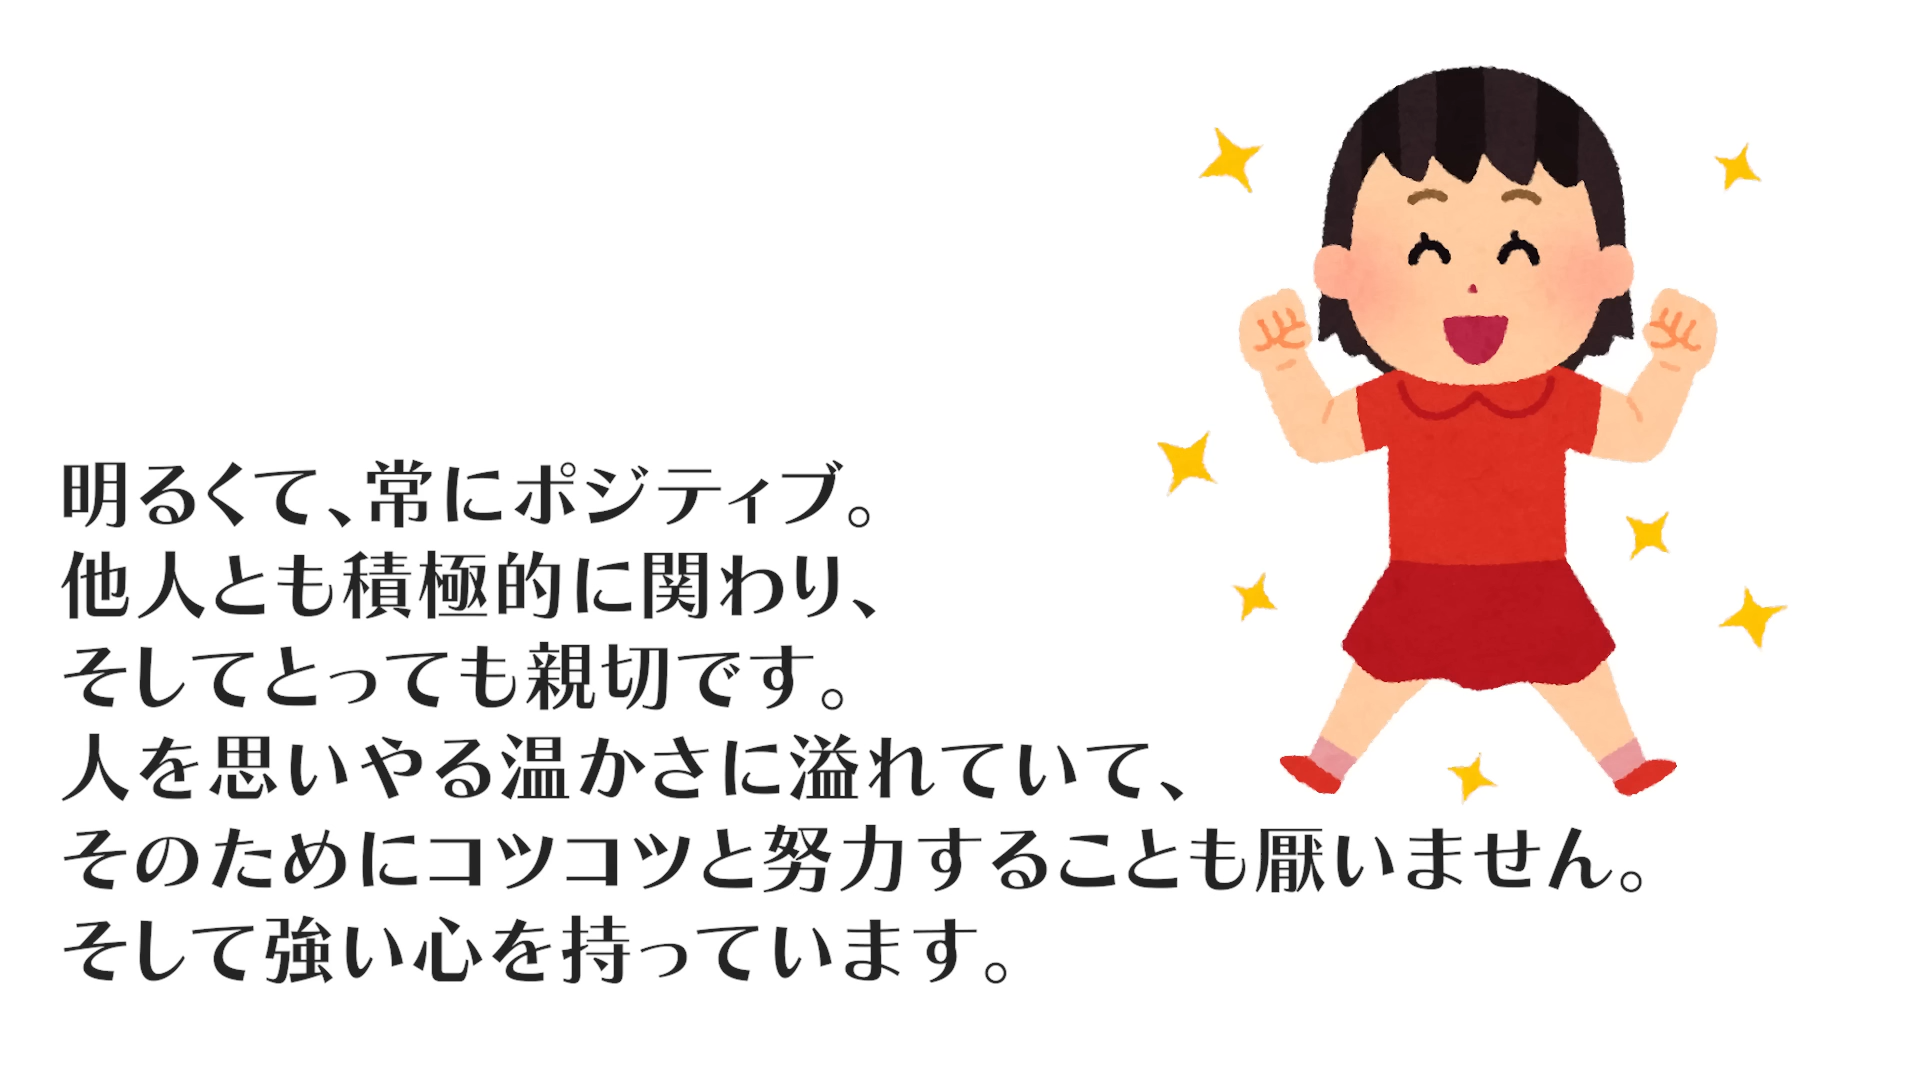 明るくて、常にポジティブ。
他人とも積極的に関わり、
そしてとっても親切です。
人を思いやる温かさに溢れていて、
そのためにコツコツと努力することも厭いません。
そして強い心を持っています。